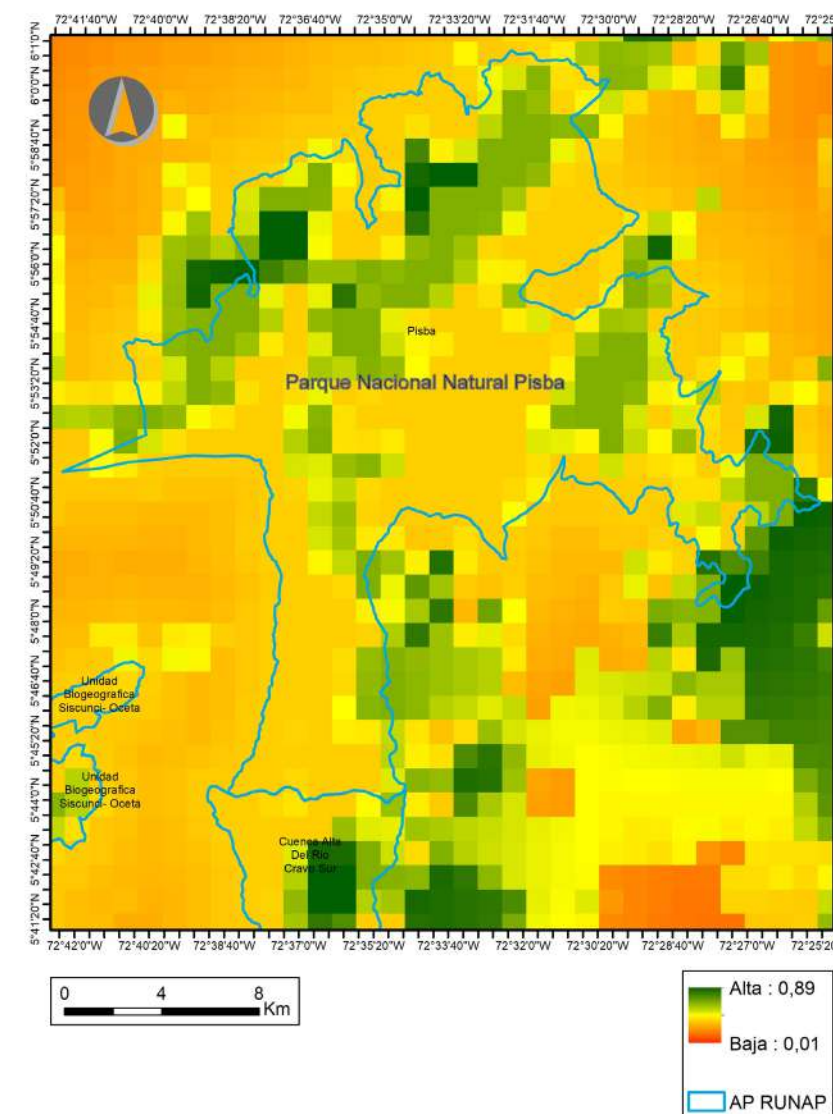 72°41'40"W 72°40'0"W 72°38'20"W 72°36'40"W 72°35'0"W 72°33'20"W 72°31'40"W 72°30'0"W 72°28'20"W 72°26'40"W
6°1'0"N
6°0'0"N
5°58'40"N
5°57'20"N
5°56'0"N
5°54'40"N
5°53'20"N
5°52'0"N
5°50'40"N
5°49'20"N
5°48'0"N
5°46'40"N
5°45'20"N
5°44'0"N
5°42'40"N
5°41'20"N
Pisba
Parque Nacional Natural Pisba
Unidad
Biogeografica
Siscunci- Oceta
Unidad
Biogeografica
Siscunci- Oceta
Cuenca Alta
Del Rio
Cravo Sur
72°42'0"W 72°40'20"W 72°38'40"W 72°37'0"W 72°35'20"W 72°33'40"W 72°32'0"W 72°30'20"W 72°28'40"W 72°27'0"W 72°25'20
0 4 8
Km
Alta : 0,89
Baja : 0,01
AP RUNAP